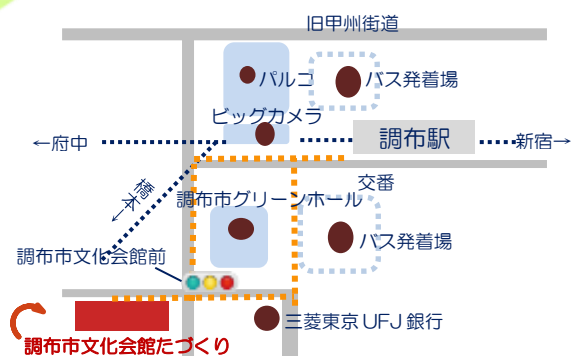 旧甲州街道
パルコ
バス発着場
ビッグカメラ
←府中
調布駅
新宿→
橋本→
交番
調布市グリーンホール
バス発着場
調布市文化会館前
三菱東京UFJ銀行
調布市文化会館たづくり